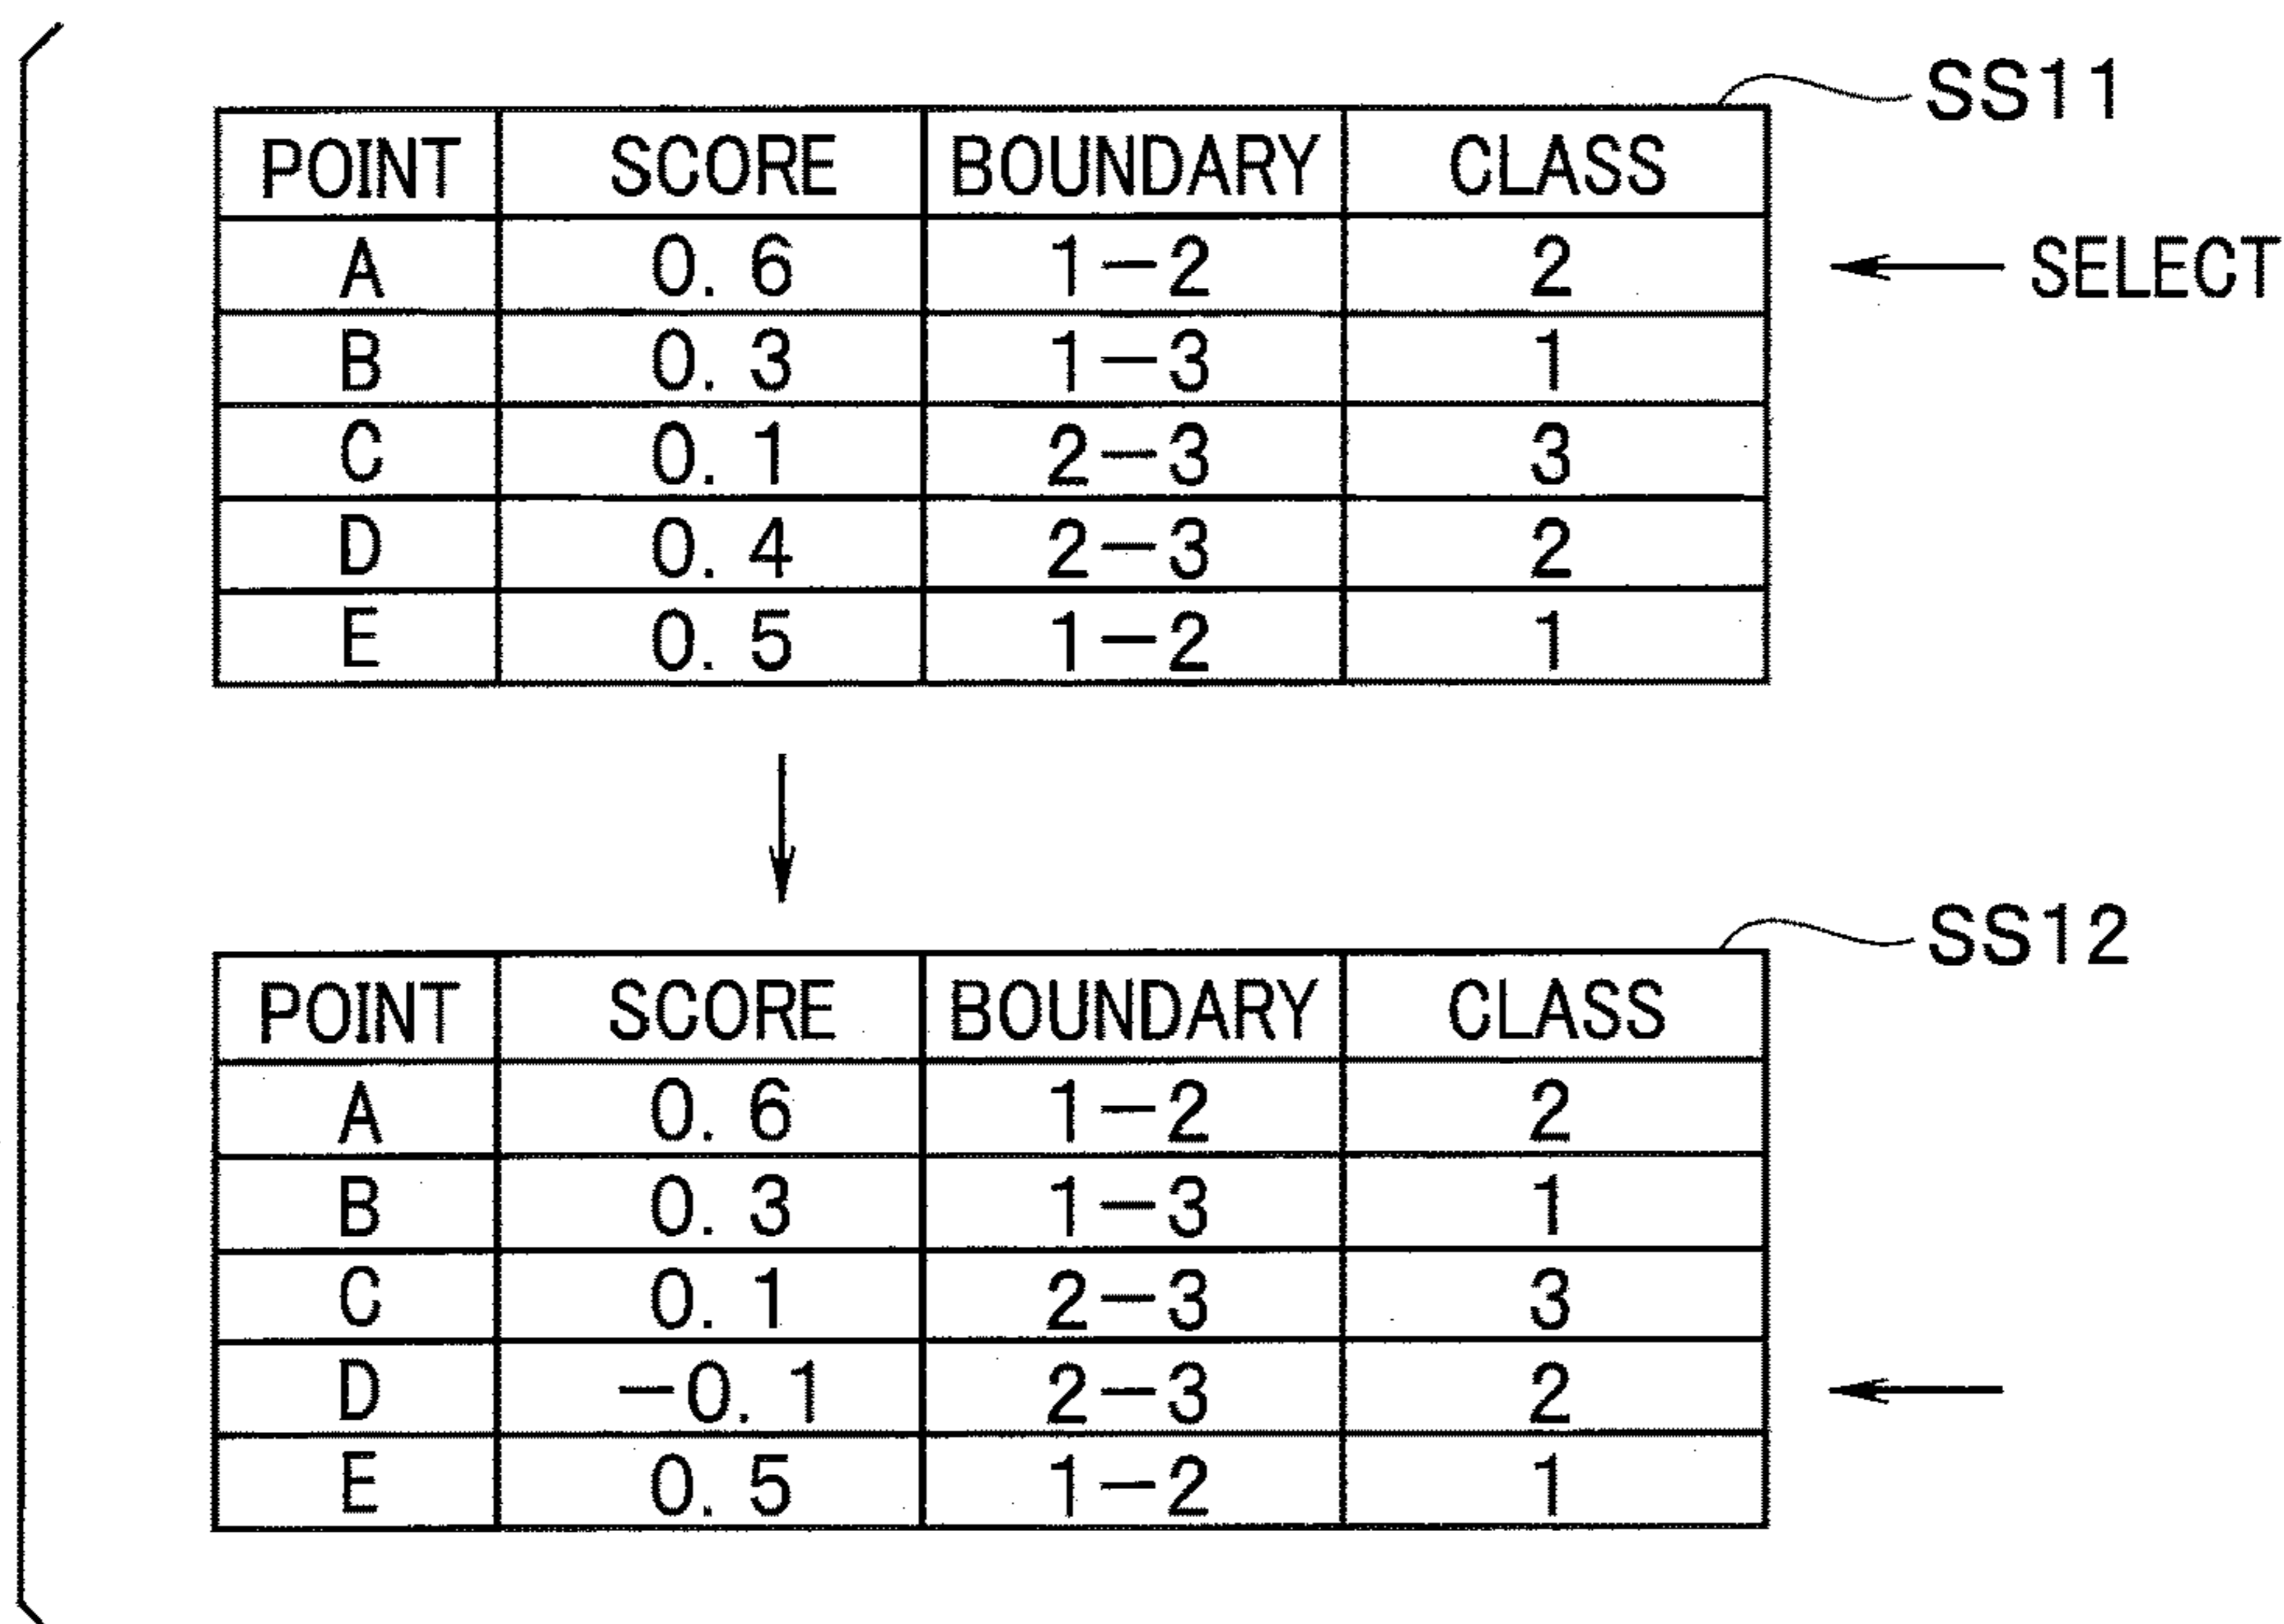 SS11
POINT SCORE BOUNDARY CLASS
A 0.6 1-2 2 SELECT
B 0.3 1-3 1
C 0.1 2-3 3
D 0.4 2-3 2
E 0.5 1-2 1
SS12
POINT SCORE BOUNDARY CLASS
A 0.6 1-2 2
B 0.3 1-3 1
C 0.1 2-3 3
D -0.1 2-3 2
E 0.5 1-2 1